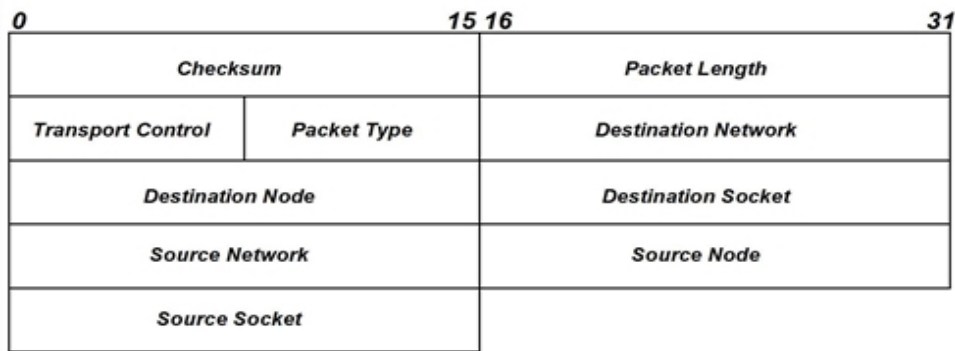 0 15 16 31
Checksum Packet Length
Transport Control Packet Type Destination Network
Destination Node Destination Socket
Source Network Source Node
Source Socket